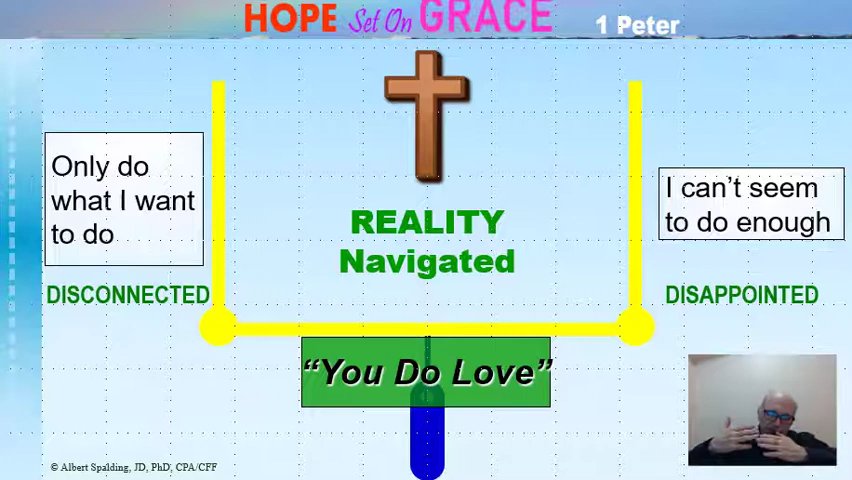 HOPE Set On GRACE 1 Peter
Only do
what I want
to do
DISCONNECTED
REALITY
Navigated
I can't seem
to do enough
DISAPPOINTED
“You Do Love”
© Albert Spalding, JD, PhD, CPA/CFF